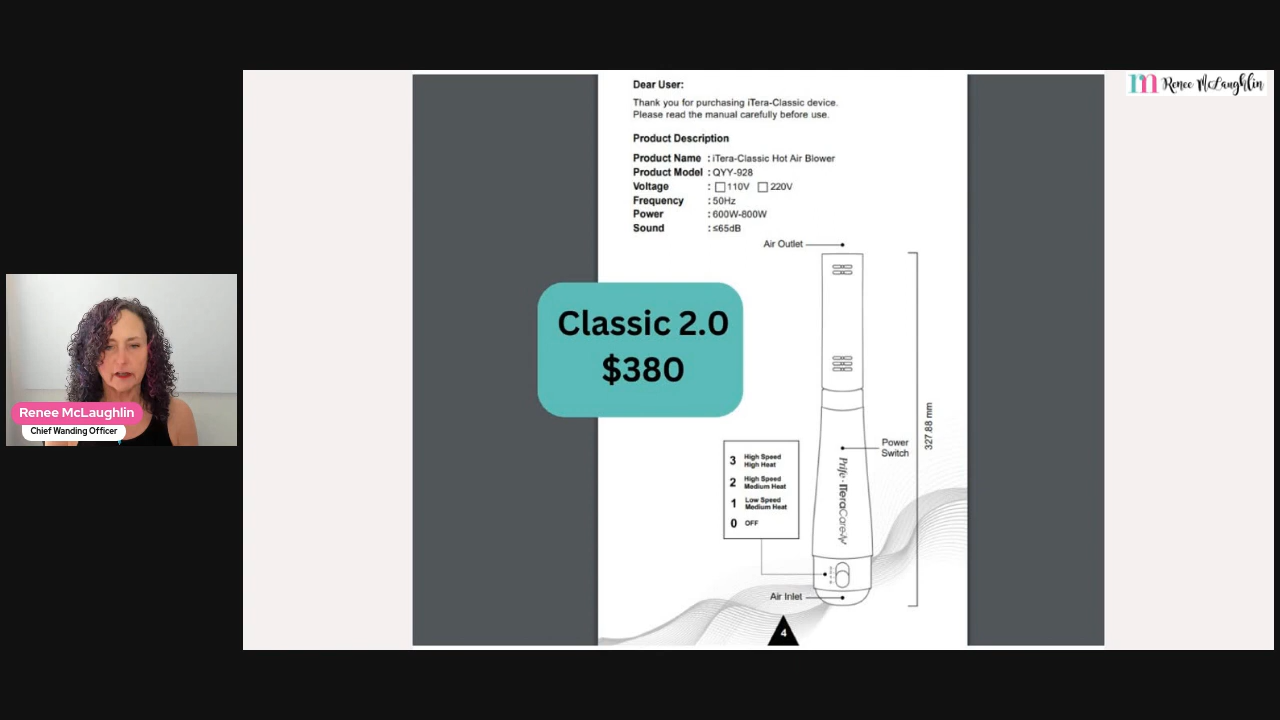 Renee McLaughlin
Dear User:
Thank you for purchasing iTera-Classic device.
Please read the manual carefully before use.
Product Description
Product Name : iTera-Classic Hot Air Blower
Product Model : QYY-928
Voltage : □ 110V □ 220V
Frequency : 50Hz
Power : 600W-800W
Sound : ≤65dB
Air Outlet
Classic 2.0
$380
327.88 mm
Power
Switch
Prife · iTeraCare
3 High Speed
High Heat
2 High Speed
Medium Heat
1 Low Speed
Medium Heat
0 OFF
Air Inlet
4
Renee McLaughlin
Chief Wanding Officer